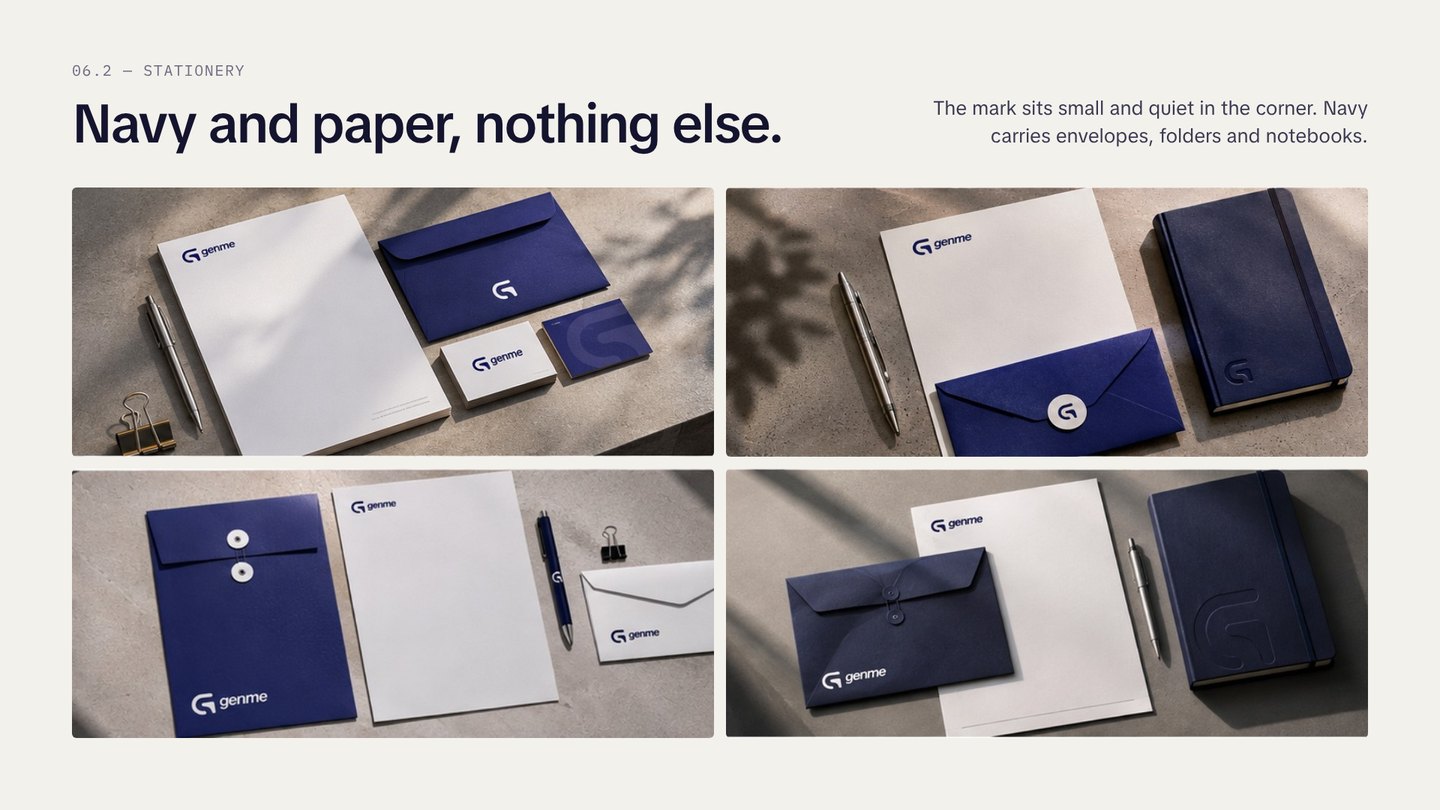 06.2 — STATIONERY
Navy and paper, nothing else.
The mark sits small and quiet in the corner. Navy
carries envelopes, folders and notebooks.
genme
genme
genme
genme
genme
genme
genme
genme